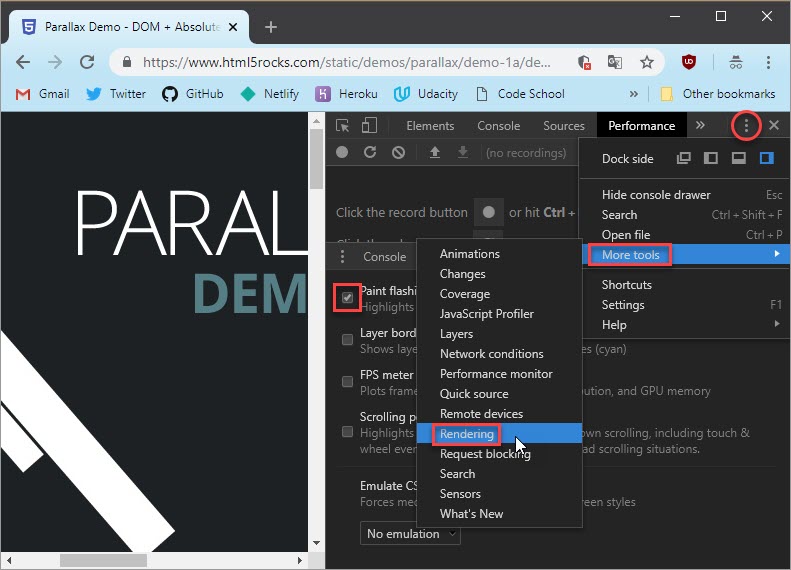 Parallax Demo - DOM + Absolute
https://www.html5rocks.com/static/demos/parallax/demo-1a/de...
Gmail Twitter GitHub Netlify Heroku Udacity Code School » Other bookmarks
Elements Console Sources Performance »
(no recordings)
Dock side
Click the record button or hit Ctrl +
Hide console drawer Esc
Search Ctrl + Shift + F
Open file Ctrl + P
More tools
Shortcuts
Settings F1
Help
PARAL
DEM
Console
Animations
Changes
Coverage
JavaScript Profiler
Layers
Network conditions
Performance monitor
Quick source
Remote devices
Rendering
Request blocking
Search
Sensors
What's New
Paint flashi
Highlights
Layer bord
Shows laye es (cyan)
FPS meter
Plots frame ution, and GPU memory
Scrolling pe
Highlights own scrolling, including touch &
wheel even ad scrolling situations.
Emulate CS
Forces med een styles
No emulation